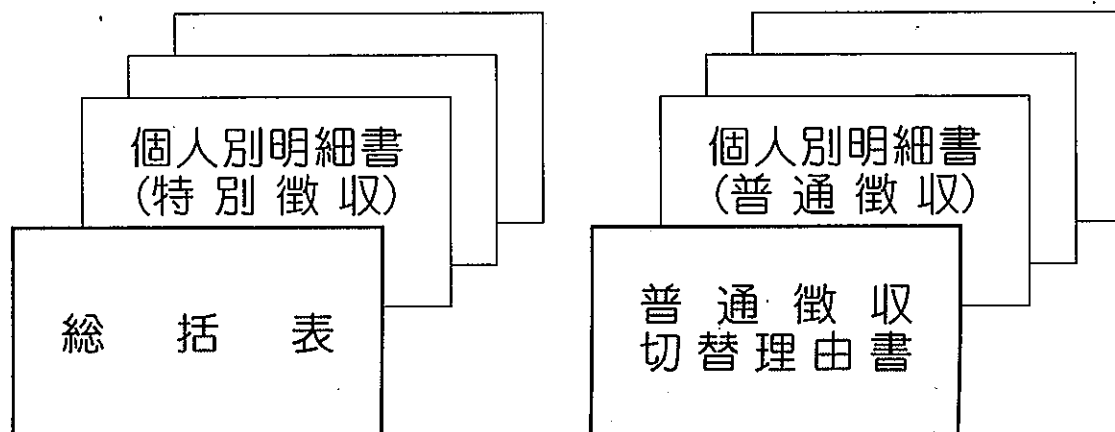 個人別明細書
(特別徴収)
総括表
個人別明細書
(普通徴収)
普通徴収
切替理由書